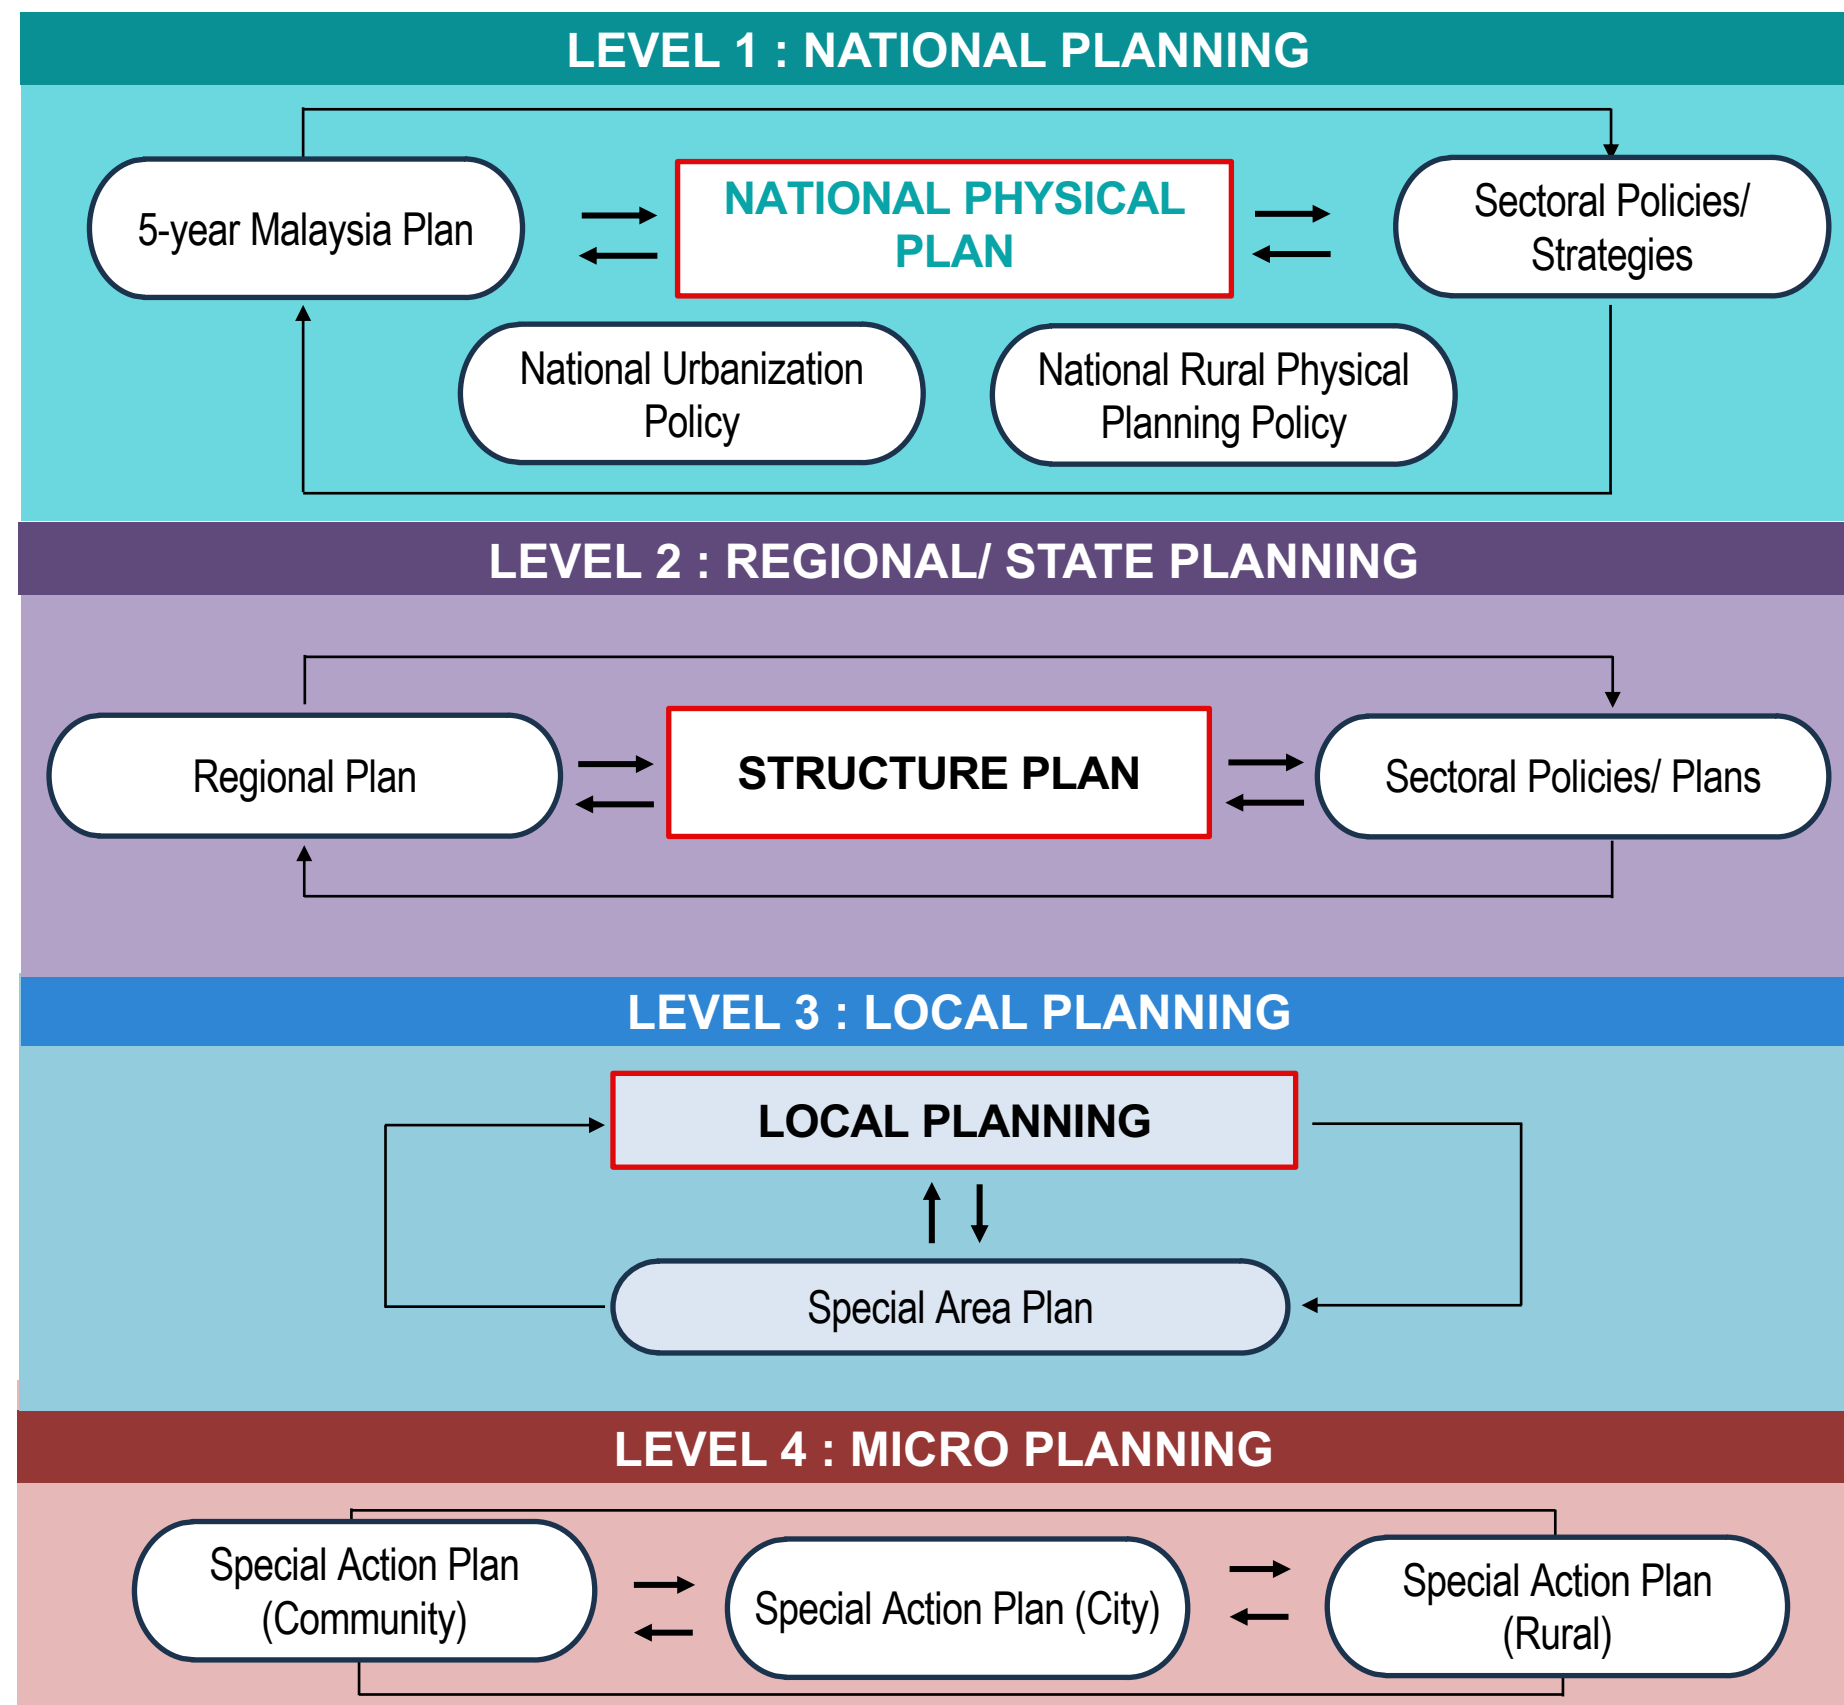 LEVEL 1 : NATIONAL PLANNING
5-year Malaysia Plan
NATIONAL PHYSICAL
PLAN
Sectoral Policies/
Strategies
National Urbanization
Policy
National Rural Physical
Planning Policy
LEVEL 2 : REGIONAL/ STATE PLANNING
Regional Plan
STRUCTURE PLAN
Sectoral Policies/ Plans
LEVEL 3 : LOCAL PLANNING
LOCAL PLANNING
Special Area Plan
LEVEL 4 : MICRO PLANNING
Special Action Plan
(Community)
Special Action Plan (City)
Special Action Plan
(Rural)